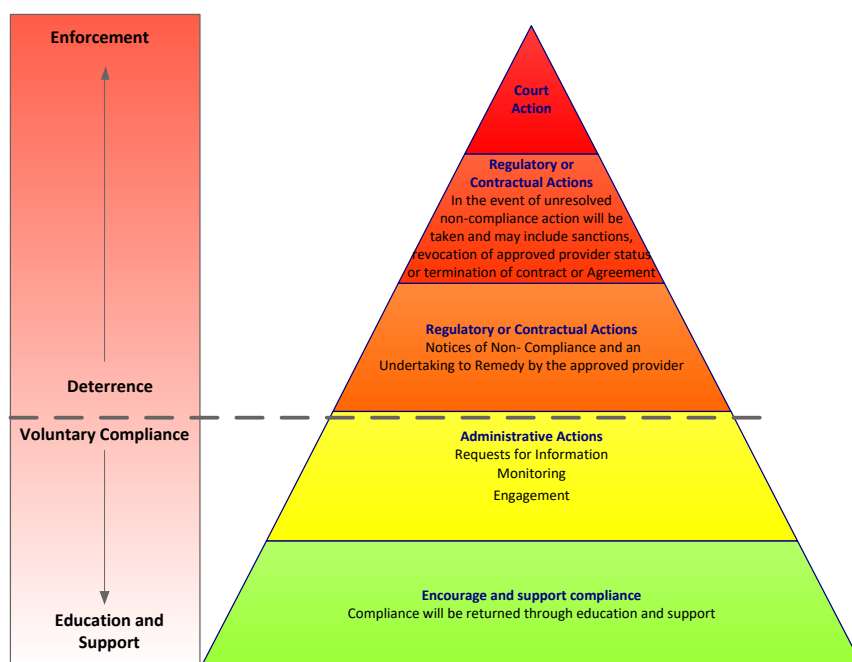 Enforcement
Deterrence
Voluntary Compliance
Education and
Support
Court
Action
Regulatory or
Contractual Actions
In the event of unresolved
non-compliance action will be
taken and may include sanctions,
revocation of approved provider status
or termination of contract or Agreement
Regulatory or Contractual Actions
Notices of Non- Compliance and an
Undertaking to Remedy by the approved provider
Administrative Actions
Requests for Information
Monitoring
Engagement
Encourage and support compliance
Compliance will be returned through education and support